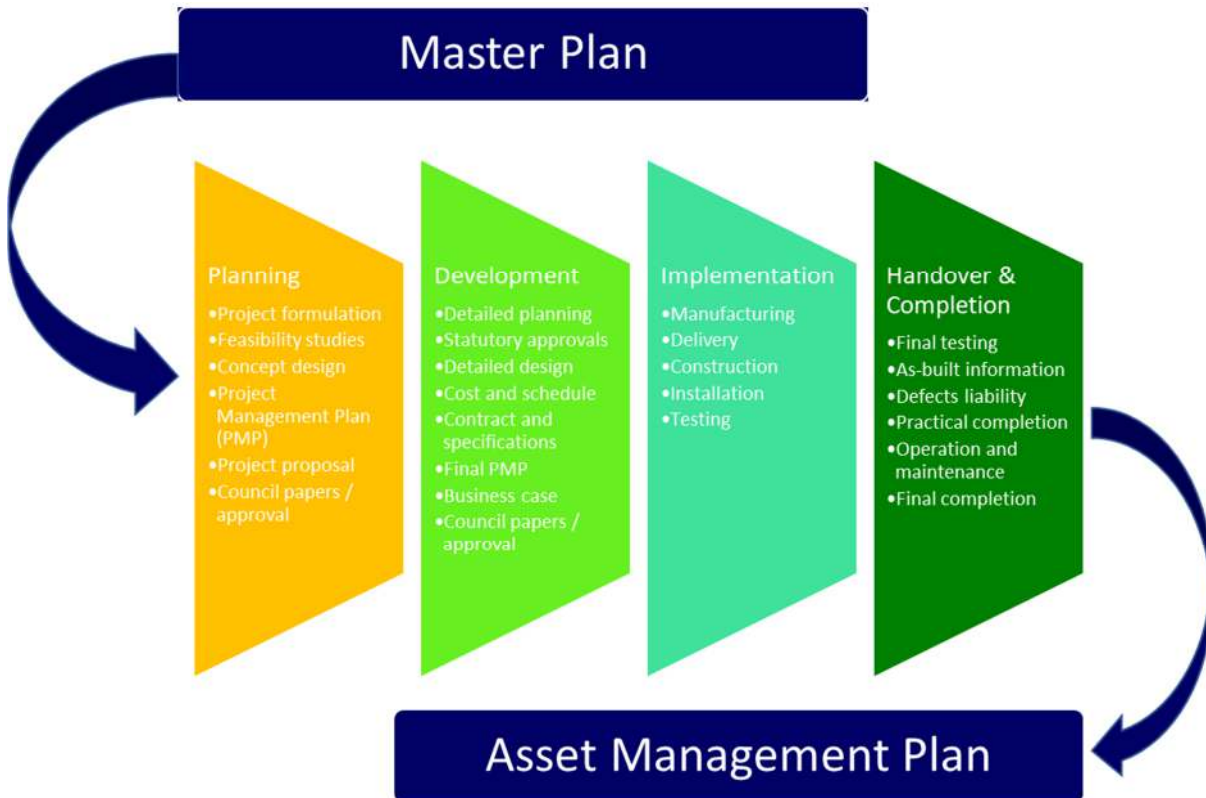 Master Plan
Planning
•Project formulation
•Feasibility studies
•Concept design
•Project
Management Plan
(PMP)
•Project proposal
•Council papers /
approval
Development
•Detailed planning
•Statutory approvals
•Detailed design
•Cost and schedule
•Contract and
specifications
•Final PMP
•Business case
•Council papers /
approval
Implementation
•Manufacturing
•Delivery
•Construction
•Installation
•Testing
Handover &
Completion
•Final testing
•As-built information
•Defects liability
•Practical completion
•Operation and
maintenance
•Final completion
Asset Management Plan